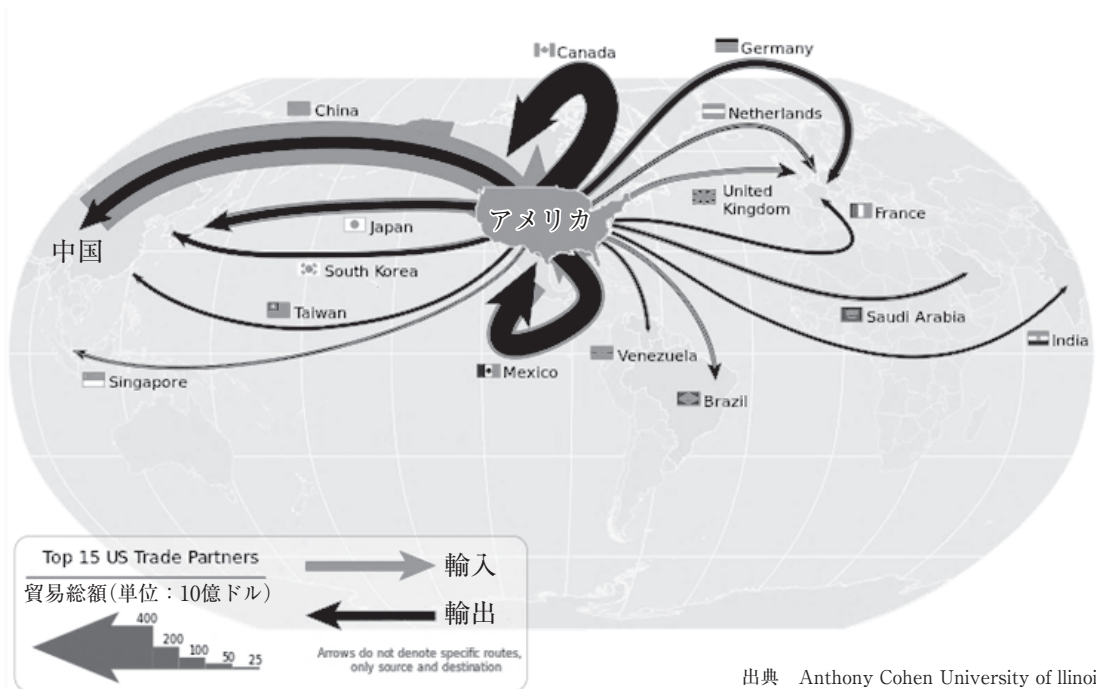 Canada
Germany
China
Netherlands
アメリカ
United
Kingdom
France
Japan
中国
South Korea
Taiwan
Saudi Arabia
India
Venezuela
Singapore
Mexico
Brazil
Top 15 US Trade Partners
貿易総額(単位：10億ドル)
400
200
100
50
25
輸入
輸出
Arrows do not denote specific routes,
only source and destination
出典　Anthony Cohen University of llinoi